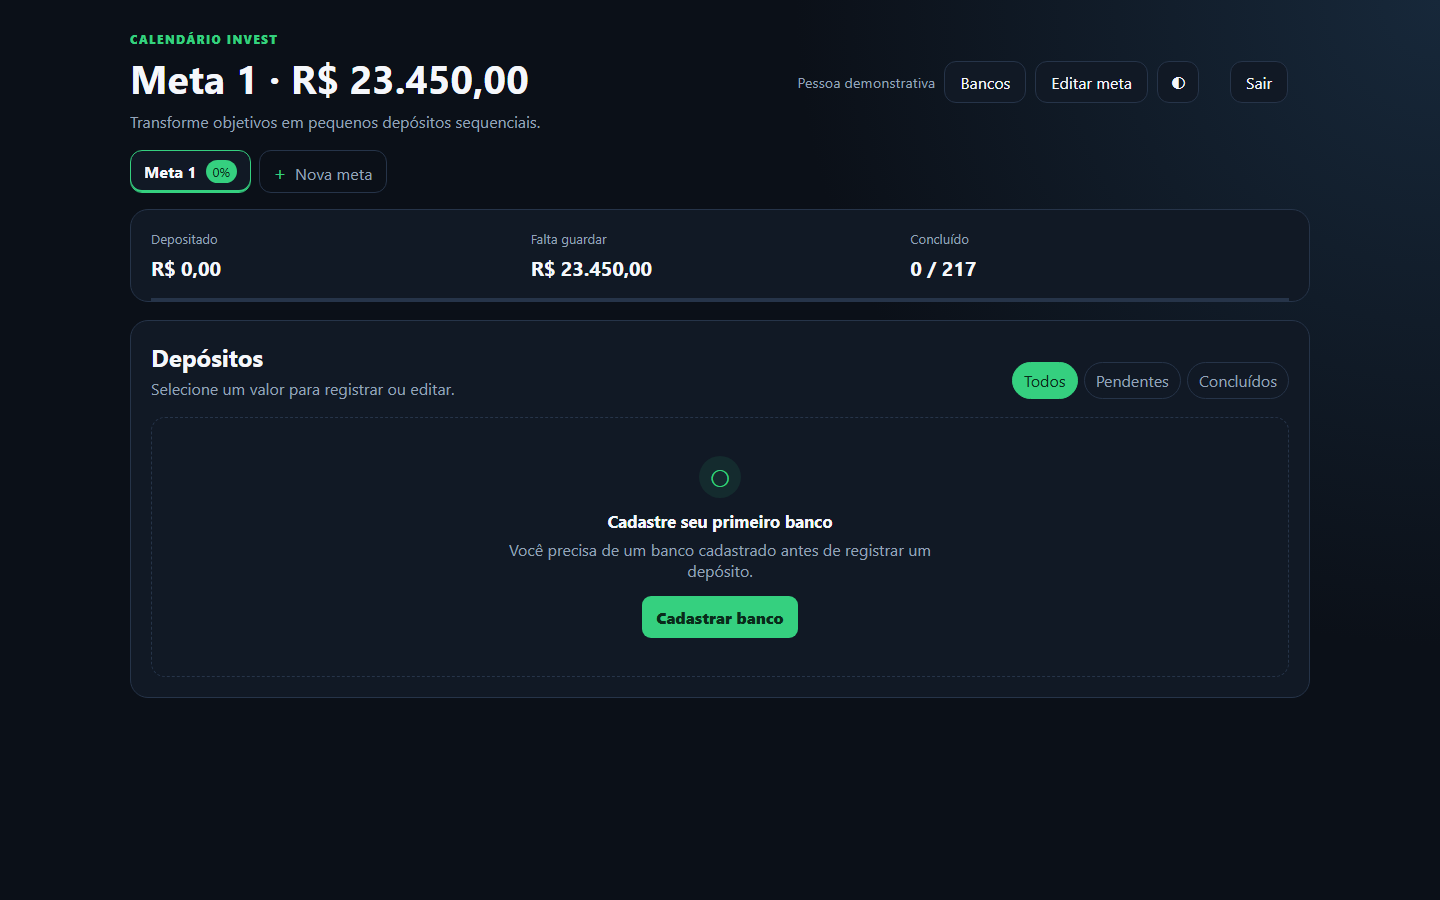 CALENDÁRIO INVEST
Meta 1 · R$ 23.450,00
Pessoa demonstrativa
Bancos
Editar meta
Sair
Transforme objetivos em pequenos depósitos sequenciais.
Meta 1 0%
+ Nova meta
Depositado
R$ 0,00
Falta guardar
R$ 23.450,00
Concluído
0 / 217
Depósitos
Selecione um valor para registrar ou editar.
Todos
Pendentes
Concluídos
Cadastre seu primeiro banco
Você precisa de um banco cadastrado antes de registrar um
depósito.
Cadastrar banco